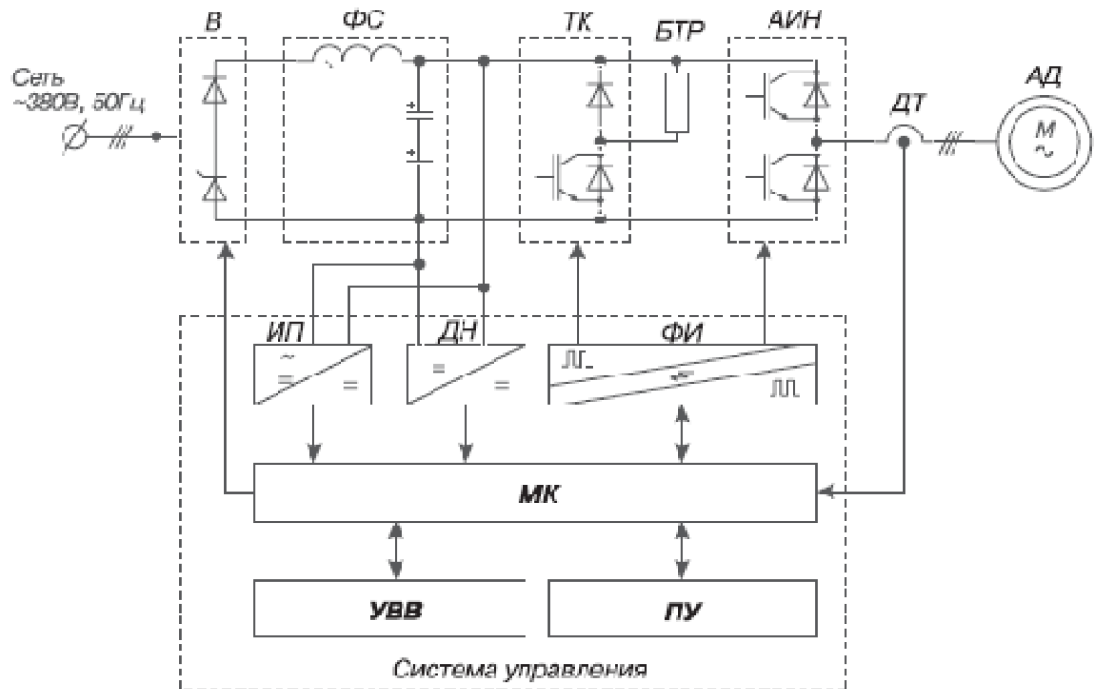 В
ФС
ТК
БТР
АИН
Сеть
~380В, 50Гц
ДТ
АД
М
~
ИП
ДН
ФИ
МК
УВВ
ПУ
Система управления